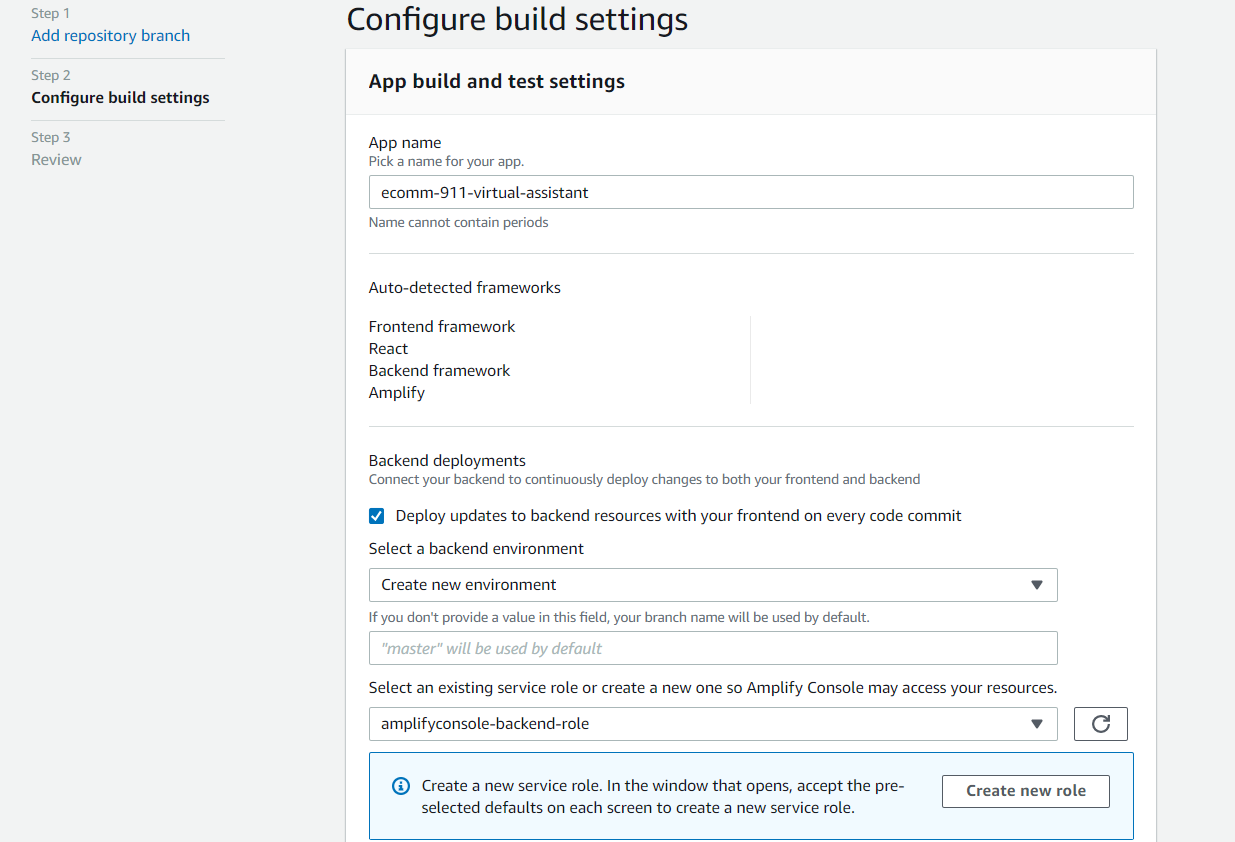 Step 1
Add repository branch
Step 2
Configure build settings
Step 3
Review
Configure build settings
App build and test settings
App name
Pick a name for your app.
ecomm-911-virtual-assistant
Name cannot contain periods
Auto-detected frameworks
Frontend framework
React
Backend framework
Amplify
Backend deployments
Connect your backend to continuously deploy changes to both your frontend and backend
Deploy updates to backend resources with your frontend on every code commit
Select a backend environment
Create new environment
If you don't provide a value in this field, your branch name will be used by default.
"master" will be used by default
Select an existing service role or create a new one so Amplify Console may access your resources.
amplifyconsole-backend-role
Create a new service role. In the window that opens, accept the pre-
selected defaults on each screen to create a new service role.
Create new role